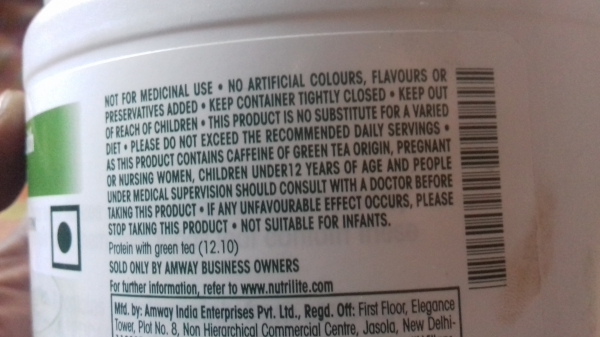 NOT FOR MEDICINAL USE • NO ARTIFICIAL COLOURS, FLAVOURS OR
PRESERVATIVES ADDED • KEEP CONTAINER TIGHTLY CLOSED • KEEP OUT
OF REACH OF CHILDREN • THIS PRODUCT IS NO SUBSTITUTE FOR A VARIED
DIET • PLEASE DO NOT EXCEED THE RECOMMENDED DAILY SERVINGS •
AS THIS PRODUCT CONTAINS CAFFEINE OF GREEN TEA ORIGIN, PREGNANT
OR NURSING WOMEN, CHILDREN UNDER12 YEARS OF AGE AND PEOPLE
UNDER MEDICAL SUPERVISION SHOULD CONSULT WITH A DOCTOR BEFORE
TAKING THIS PRODUCT • IF ANY UNFAVOURABLE EFFECT OCCURS, PLEASE
STOP TAKING THIS PRODUCT • NOT SUITABLE FOR INFANTS.
Protein with green tea (12.10)
SOLD ONLY BY AMWAY BUSINESS OWNERS
For further information, refer to www.nutrilite.com
Mfd. by: Amway India Enterprises Pvt. Ltd., Regd. Off: First Floor, Elegance
Tower, Plot No. 8, Non Hierarchical Commercial Centre, Jasola, New Delhi-